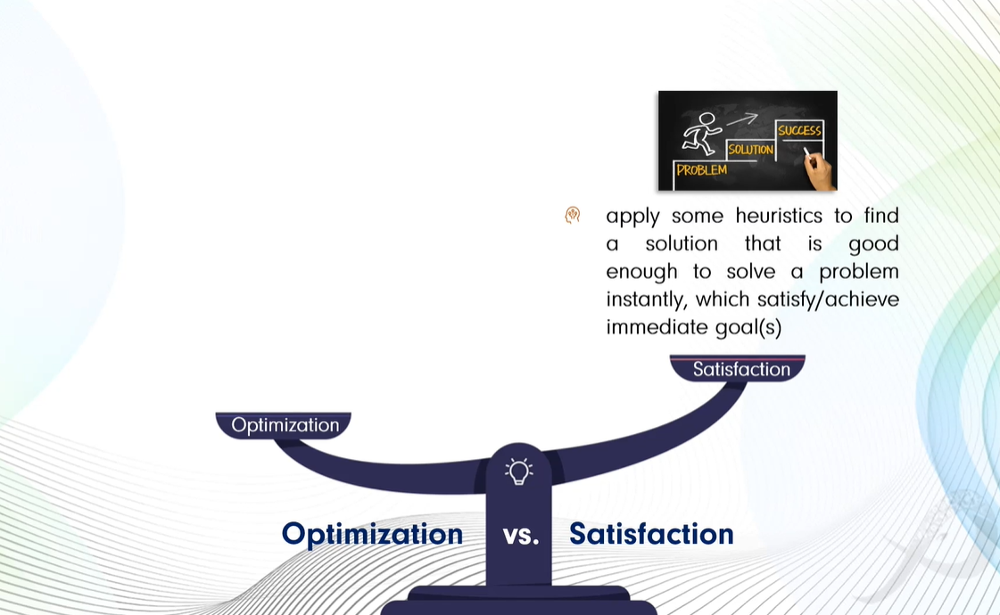 SUCCESS
SOLUTION
PROBLEM
apply some heuristics to find
a solution that is good
enough to solve a problem
instantly, which satisfy/achieve
immediate goal(s)
Satisfaction
Optimization
Optimization vs. Satisfaction